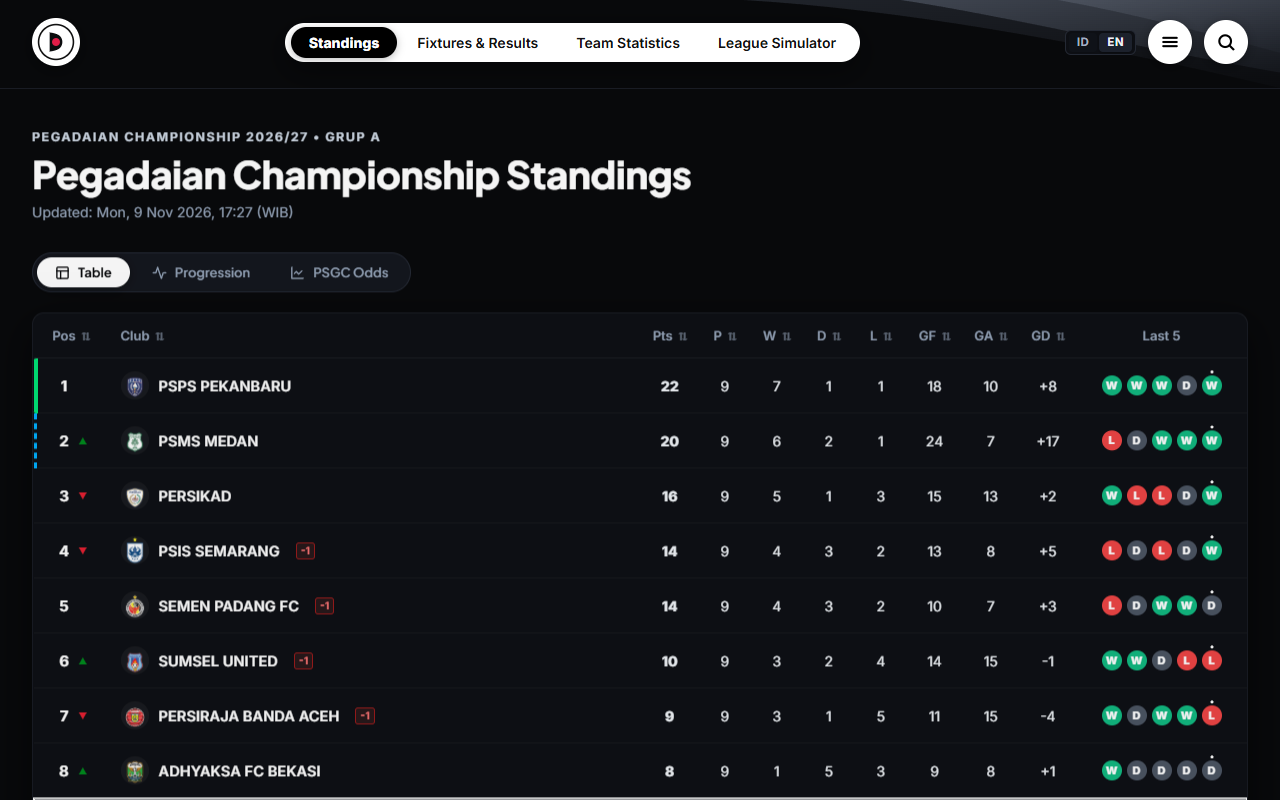 Standings Fixtures & Results Team Statistics League Simulator ID EN
PEGADAIAN CHAMPIONSHIP 2026/27 • GRUP A
Pegadaian Championship Standings
Updated: Mon, 9 Nov 2026, 17:27 (WIB)
Table Progression PSGC Odds
Pos Club Pts P W D L GF GA GD Last 5
1 PSPS PEKANBARU 22 9 7 1 1 18 10 +8 W W W D W
2 PSMS MEDAN 20 9 6 2 1 24 7 +17 L D W W W
3 PERSIKAD 16 9 5 1 3 15 13 +2 W L L D W
4 PSIS SEMARANG -1 14 9 4 3 2 13 8 +5 L D L D W
5 SEMEN PADANG FC -1 14 9 4 3 2 10 7 +3 L D W W D
6 SUMSEL UNITED -1 10 9 3 2 4 14 15 -1 W W D L L
7 PERSIRAJA BANDA ACEH -1 9 9 3 1 5 11 15 -4 W D W W L
8 ADHYAKSA FC BEKASI 8 9 1 5 3 9 8 +1 W D D D D